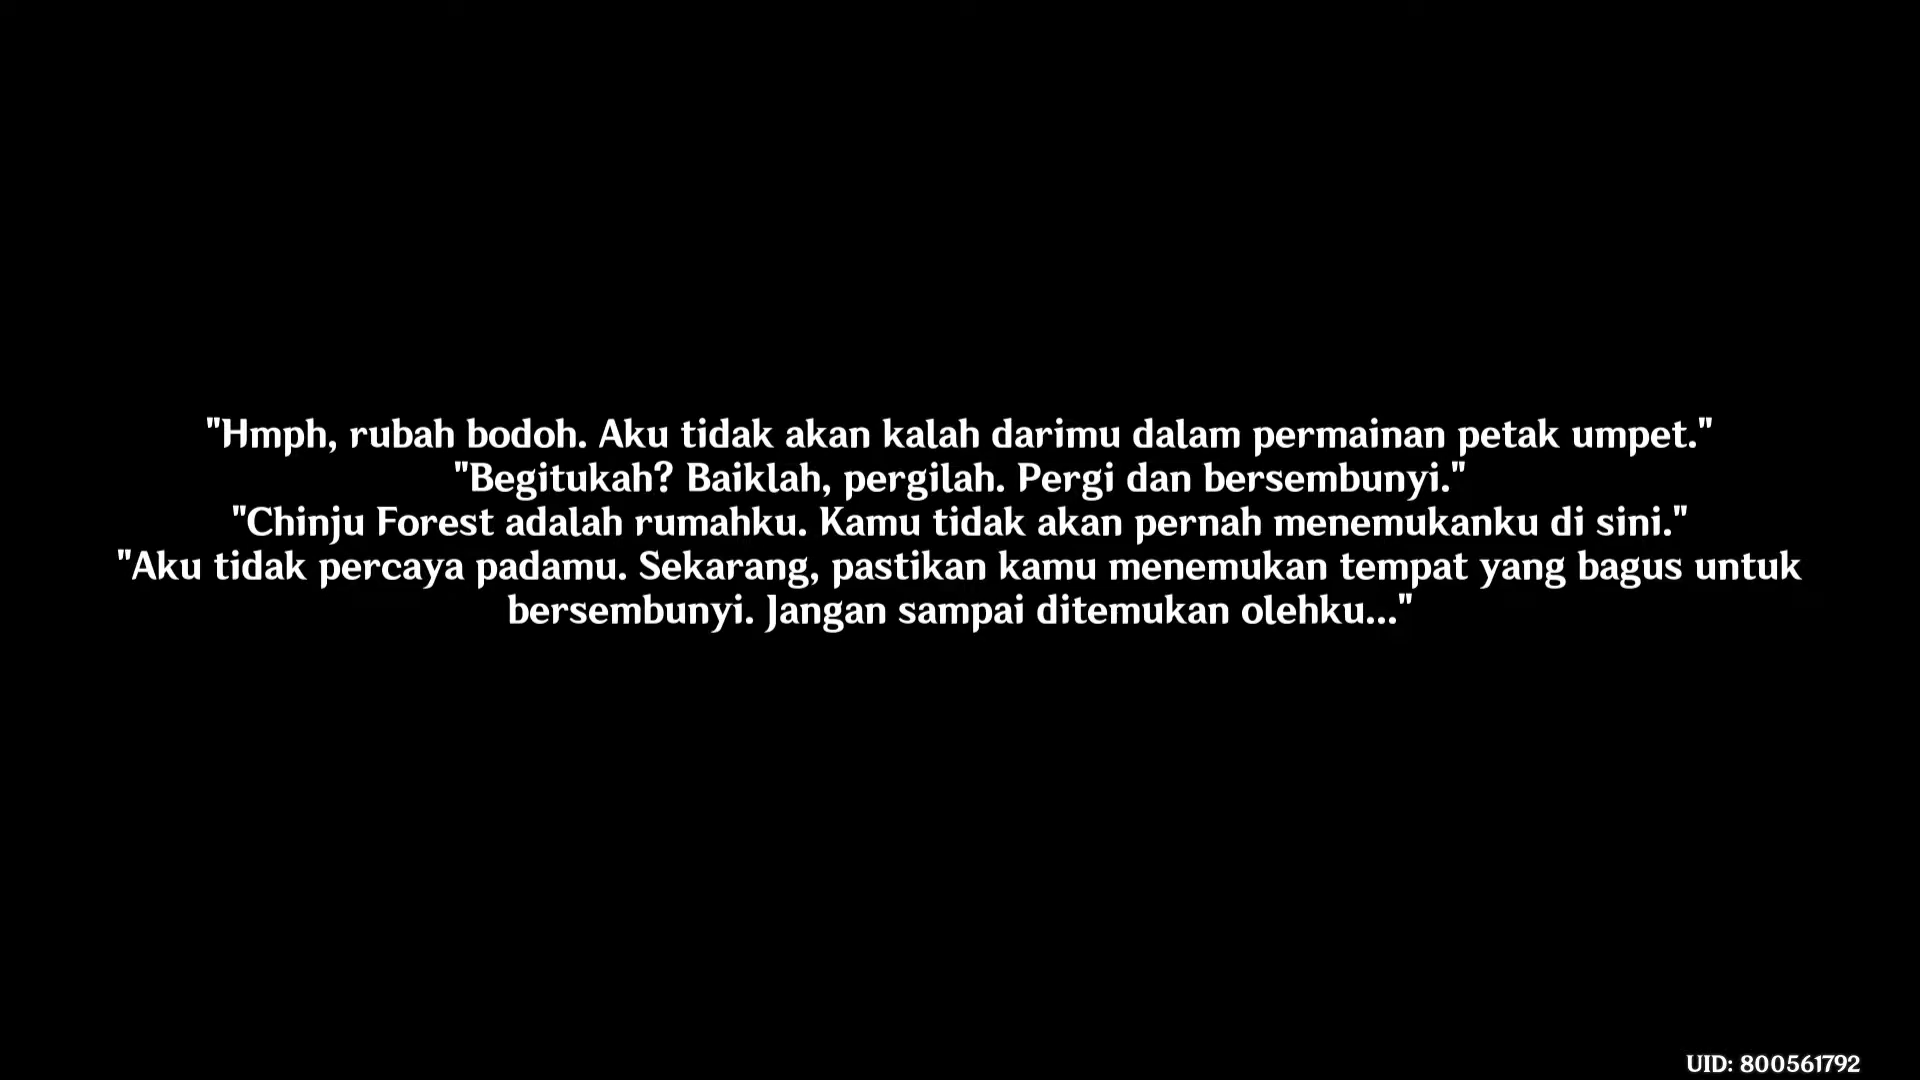 "Hmph, rubah bodoh. Aku tidak akan kalah darimu dalam permainan petak umpet."
"Begitukah? Baiklah, pergilah. Pergi dan bersembunyi."
"Chinju Forest adalah rumahku. Kamu tidak akan pernah menemukanku di sini."
"Aku tidak percaya padamu. Sekarang, pastikan kamu menemukan tempat yang bagus untuk
bersembunyi. Jangan sampai ditemukan olehku..."
UID: 800561792